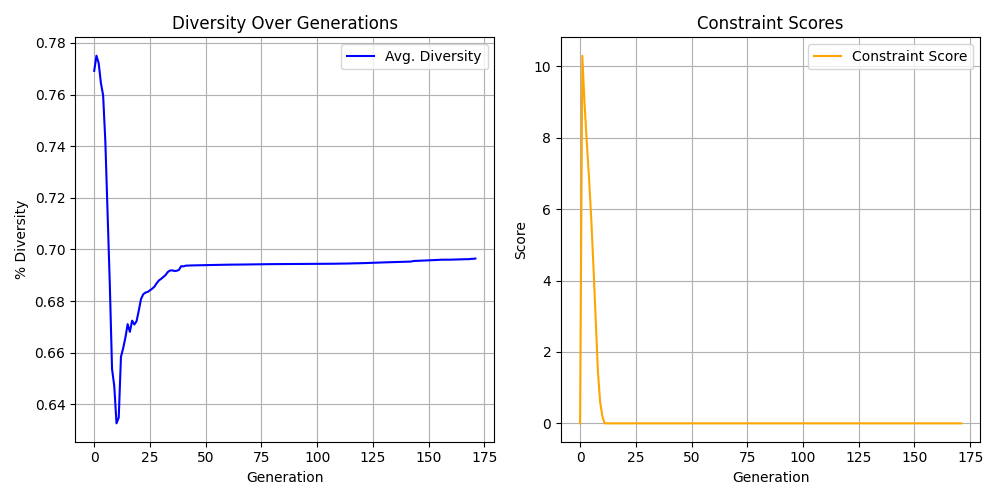 Diversity Over Generations
Avg. Diversity
% Diversity
0.78
0.76
0.74
0.72
0.70
0.68
0.66
0.64
0 25 50 75 100 125 150 175
Generation
Constraint Scores
Constraint Score
Score
10
8
6
4
2
0
0 25 50 75 100 125 150 175
Generation